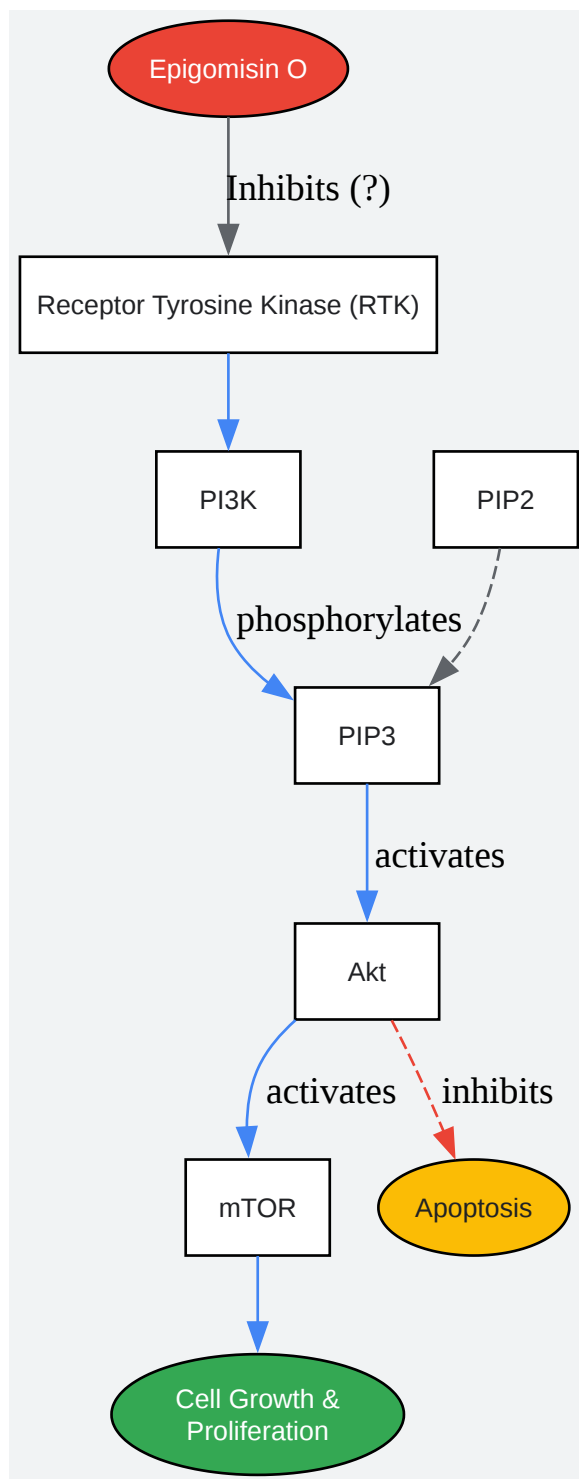 Epigomisin O
Inhibits (?)
Receptor Tyrosine Kinase (RTK)
PI3K
PIP2
phosphorylates
PIP3
activates
Akt
activates
inhibits
mTOR
Apoptosis
Cell Growth &
Proliferation